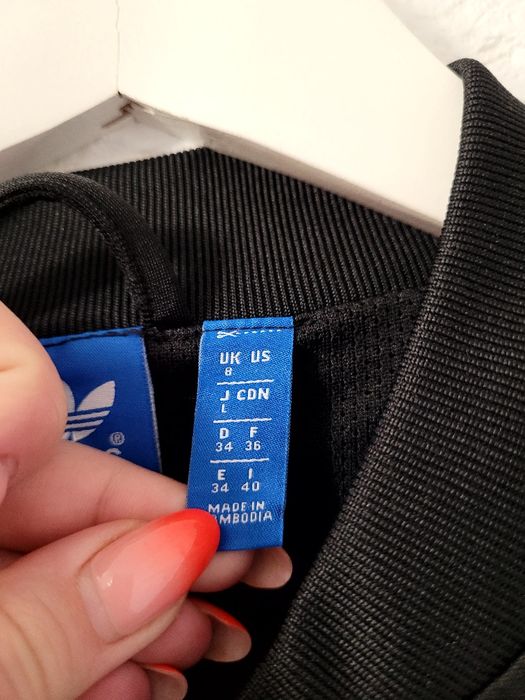 UK US
8
J CDN
L
D F
34 36
E I
34 40
MADE IN
MBODIA
®